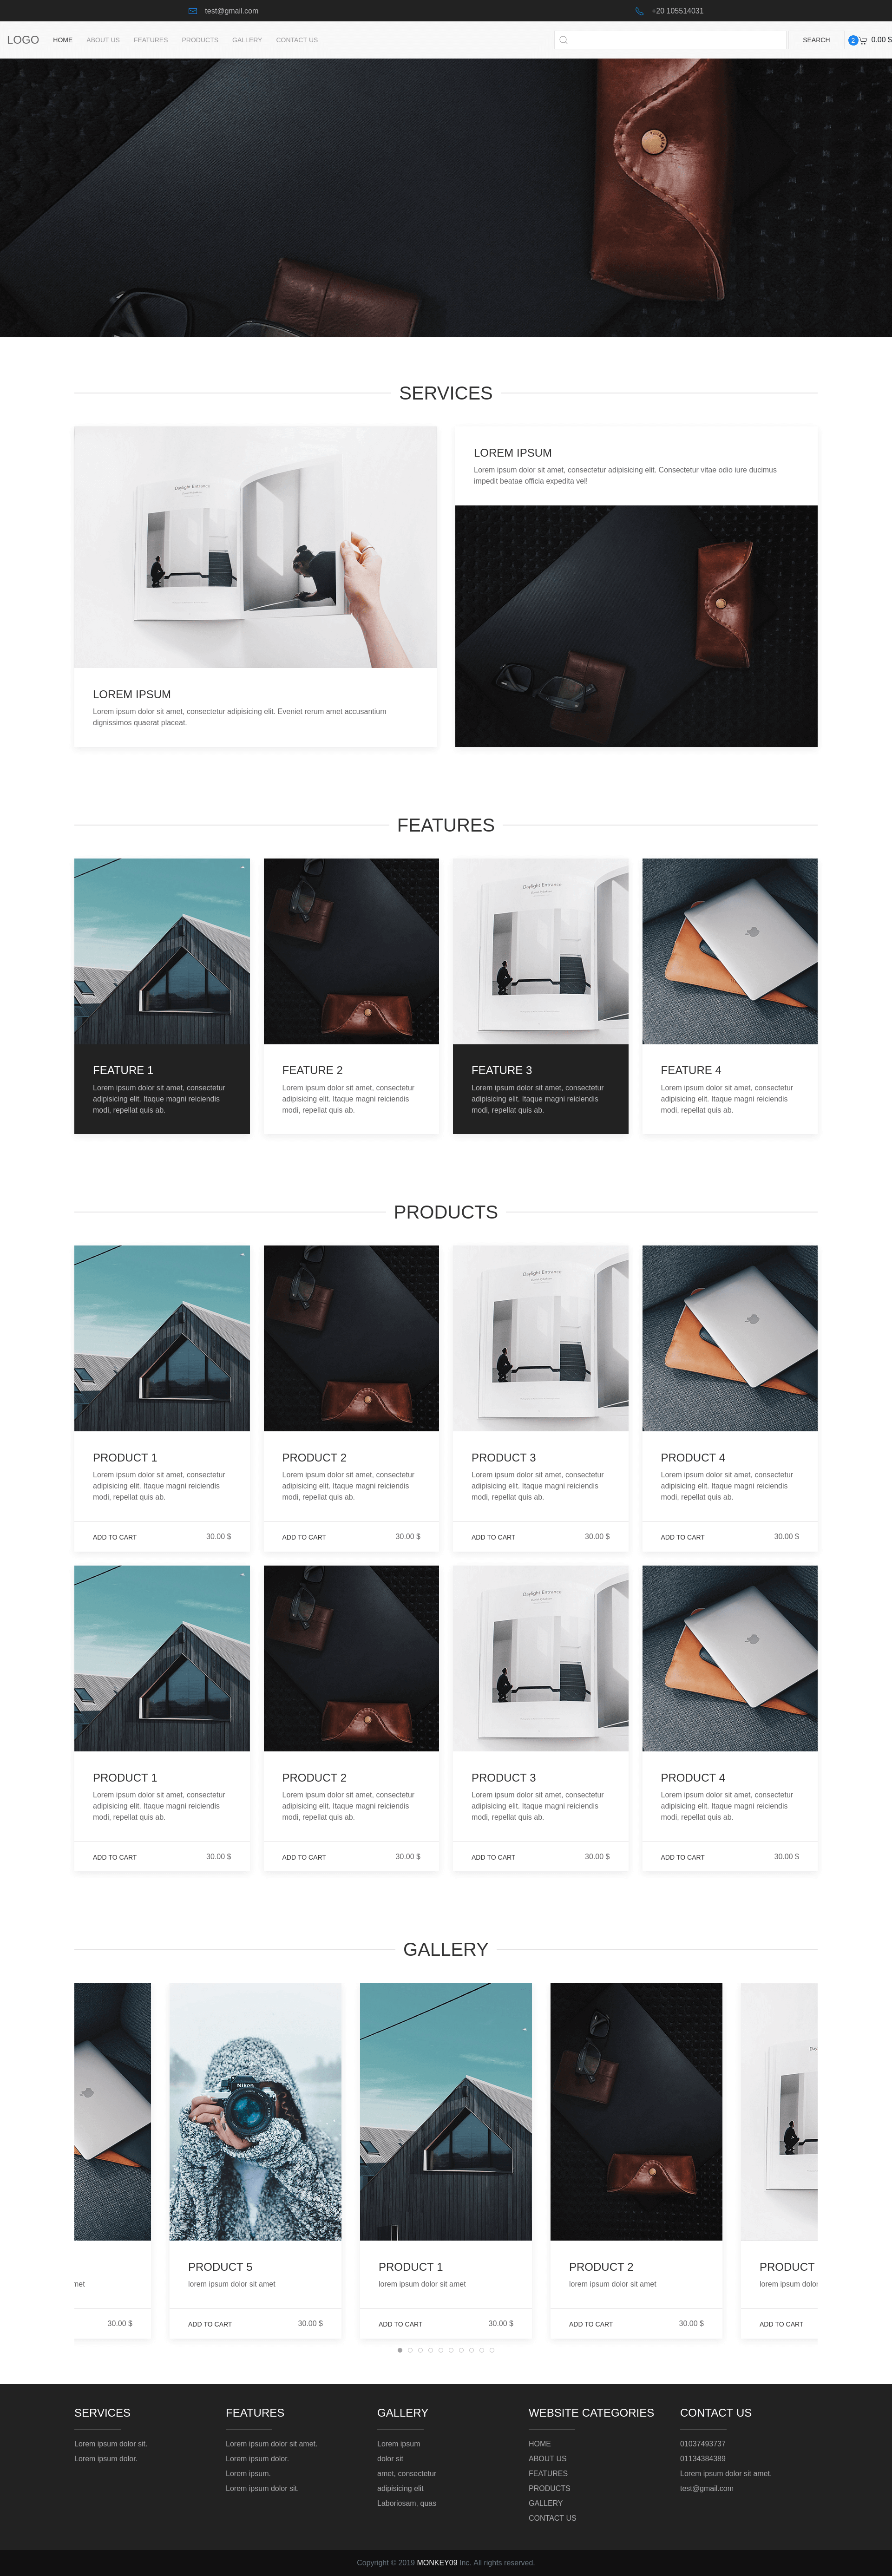 test@gmail.com
+20 105514031
LOGO HOME ABOUT US FEATURES PRODUCTS GALLERY CONTACT US SEARCH 2 0.00 $
SERVICES
Daylight Entrance
LOREM IPSUM
Lorem ipsum dolor sit amet, consectetur adipisicing elit. Eveniet rerum amet accusantium
dignissimos quaerat placeat.
LOREM IPSUM
Lorem ipsum dolor sit amet, consectetur adipisicing elit. Consectetur vitae odio iure ducimus
impedit beatae officia expedita vel!
FEATURES
FEATURE 1
Lorem ipsum dolor sit amet, consectetur
adipisicing elit. Itaque magni reiciendis
modi, repellat quis ab.
FEATURE 2
Lorem ipsum dolor sit amet, consectetur
adipisicing elit. Itaque magni reiciendis
modi, repellat quis ab.
Daylight Entrance
FEATURE 3
Lorem ipsum dolor sit amet, consectetur
adipisicing elit. Itaque magni reiciendis
modi, repellat quis ab.
FEATURE 4
Lorem ipsum dolor sit amet, consectetur
adipisicing elit. Itaque magni reiciendis
modi, repellat quis ab.
PRODUCTS
PRODUCT 1
Lorem ipsum dolor sit amet, consectetur
adipisicing elit. Itaque magni reiciendis
modi, repellat quis ab.
ADD TO CART 30.00 $
PRODUCT 2
Lorem ipsum dolor sit amet, consectetur
adipisicing elit. Itaque magni reiciendis
modi, repellat quis ab.
ADD TO CART 30.00 $
Daylight Entrance
PRODUCT 3
Lorem ipsum dolor sit amet, consectetur
adipisicing elit. Itaque magni reiciendis
modi, repellat quis ab.
ADD TO CART 30.00 $
PRODUCT 4
Lorem ipsum dolor sit amet, consectetur
adipisicing elit. Itaque magni reiciendis
modi, repellat quis ab.
ADD TO CART 30.00 $
PRODUCT 1
Lorem ipsum dolor sit amet, consectetur
adipisicing elit. Itaque magni reiciendis
modi, repellat quis ab.
ADD TO CART 30.00 $
PRODUCT 2
Lorem ipsum dolor sit amet, consectetur
adipisicing elit. Itaque magni reiciendis
modi, repellat quis ab.
ADD TO CART 30.00 $
Daylight Entrance
PRODUCT 3
Lorem ipsum dolor sit amet, consectetur
adipisicing elit. Itaque magni reiciendis
modi, repellat quis ab.
ADD TO CART 30.00 $
PRODUCT 4
Lorem ipsum dolor sit amet, consectetur
adipisicing elit. Itaque magni reiciendis
modi, repellat quis ab.
ADD TO CART 30.00 $
GALLERY
30.00 $
Nikon
PRODUCT 5
lorem ipsum dolor sit amet
ADD TO CART 30.00 $
PRODUCT 1
lorem ipsum dolor sit amet
ADD TO CART 30.00 $
PRODUCT 2
lorem ipsum dolor sit amet
ADD TO CART 30.00 $
PRODUCT
lorem ipsum dolor
ADD TO CART
SERVICES
Lorem ipsum dolor sit.
Lorem ipsum dolor.
FEATURES
Lorem ipsum dolor sit amet.
Lorem ipsum dolor.
Lorem ipsum.
Lorem ipsum dolor sit.
GALLERY
Lorem ipsum
dolor sit
amet, consectetur
adipisicing elit
Laboriosam, quas
WEBSITE CATEGORIES
HOME
ABOUT US
FEATURES
PRODUCTS
GALLERY
CONTACT US
CONTACT US
01037493737
01134384389
Lorem ipsum dolor sit amet.
test@gmail.com
Copyright © 2019 MONKEY09 Inc. All rights reserved.